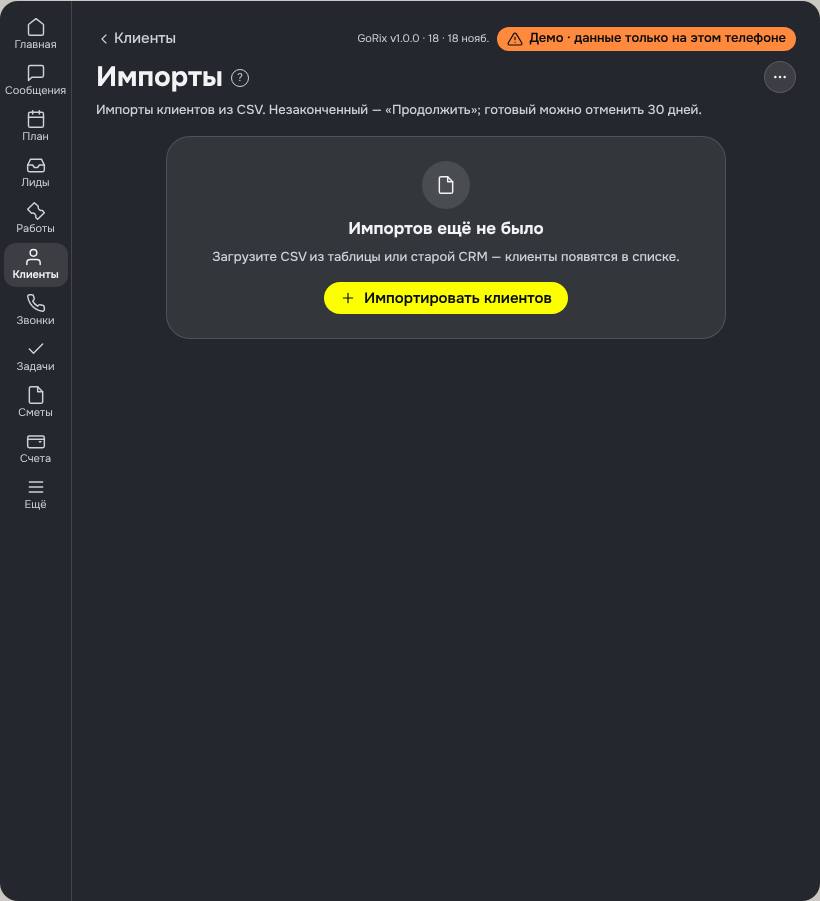 Главная
Сообщения
План
Лиды
Работы
Клиенты
Звонки
Задачи
Сметы
Счета
Ещё
Клиенты
GoRix v1.0.0 · 18 · 18 нояб.
Демо · данные только на этом телефоне
Импорты ?
Импорты клиентов из CSV. Незаконченный — «Продолжить»; готовый можно отменить 30 дней.
Импортов ещё не было
Загрузите CSV из таблицы или старой CRM — клиенты появятся в списке.
+ Импортировать клиентов